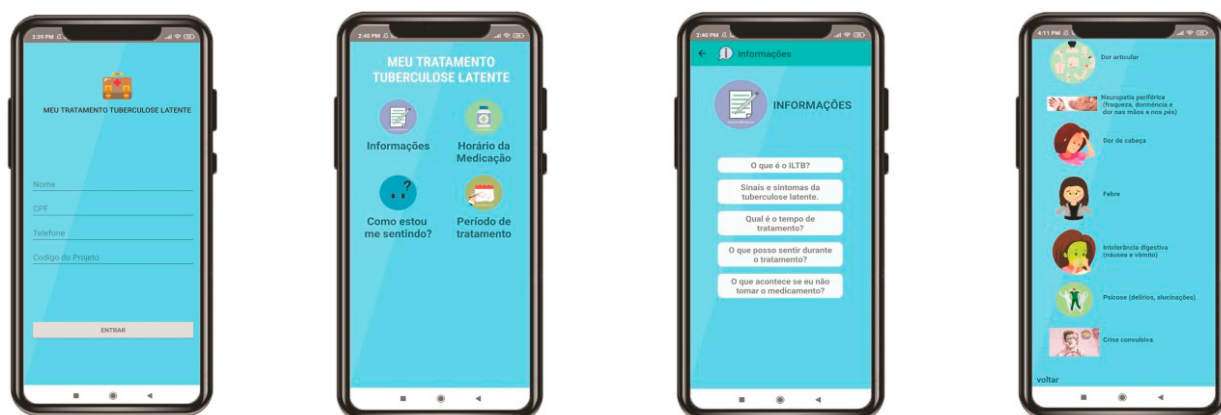 2:39 PM
MEU TRATAMENTO TUBERCULOSE LATENTE
Nome
CPF
Telefone
Codigo do Projeto
ENTRAR
2:40 PM
MEU TRATAMENTO
TUBERCULOSE LATENTE
Informações
Horário da
Medicação
Como estou
me sentindo?
Período de
tratamento
2:40 PM
Informações
INFORMAÇÕES
O que é o ILTB?
Sinais e sintomas da
tuberculose latente.
Qual é o tempo de
tratamento?
O que posso sentir durante
o tratamento?
O que acontece se eu não
tomar o medicamento?
4:11 PM
Dor articular
Neuropatia periférica
(fraqueza, dormência e
dor nas mãos e nos pés)
Dor de cabeça
Febre
Intolerância digestiva
(náusea e vômito)
Psicose (delírios, alucinações)
Crise convulsiva
voltar